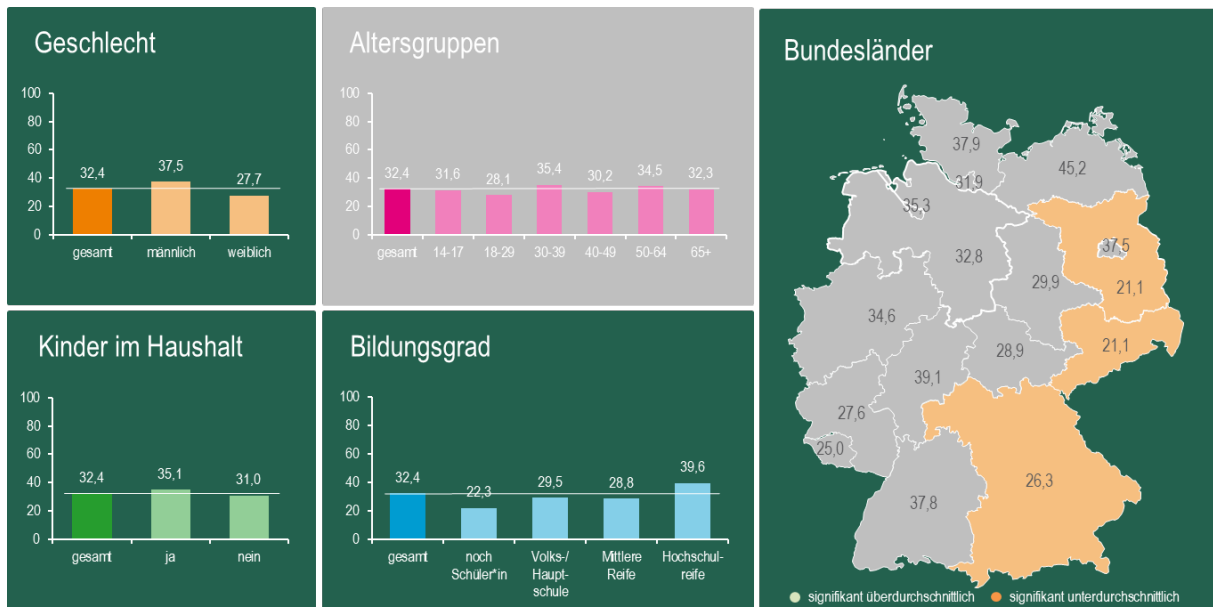 Geschlecht
100
80
60
40
20
0
32,4
37,5
27,7
gesamt
männlich
weiblich
Altersgruppen
100
80
60
40
20
0
32,4
31,6
28,1
35,4
30,2
34,5
32,3
gesamt
14-17
18-29
30-39
40-49
50-64
65+
Kinder im Haushalt
100
80
60
40
20
0
32,4
35,1
31,0
gesamt
ja
nein
Bildungsgrad
100
80
60
40
20
0
32,4
22,3
29,5
28,8
39,6
gesamt
noch
Schüler*in
Volks-/
Haupt-
schule
Mittlere
Reife
Hochschul-
reife
Bundesländer
37,9
45,2
31,9
35,3
32,8
37,5
29,9
21,1
34,6
28,9
21,1
39,1
27,6
25,0
26,3
37,8
signifikant überdurchschnittlich
signifikant unterdurchschnittlich